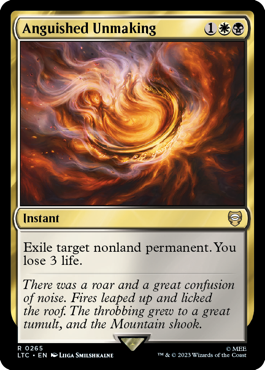 Anguished Unmaking 1
Instant
Exile target nonland permanent. You
lose 3 life.
There was a roar and a great confusion
of noise. Fires leaped up and licked
the roof. The throbbing grew to a great
tumult, and the Mountain shook.
R 0265
LTC • EN LIIGA SMILSHKALNE
© MEE
™ & © 2023 Wizards of the Coast